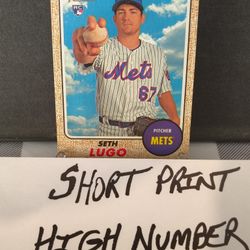 RC
Mets
67
SETH
LUGO
PITCHER
METS
SHORT PRINT
HIGH NUMBER